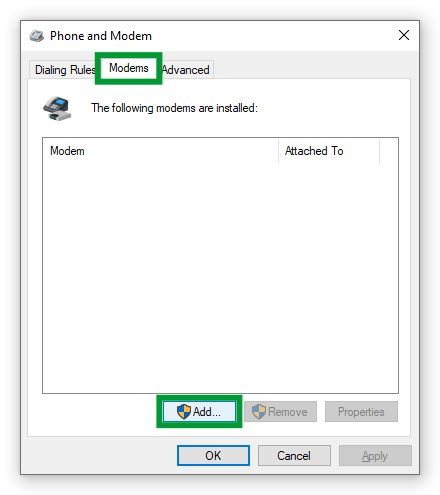 Phone and Modem
Dialing Rules Modems Advanced
The following modems are installed:
Modem Attached To
Add... Remove Properties
OK Cancel Apply